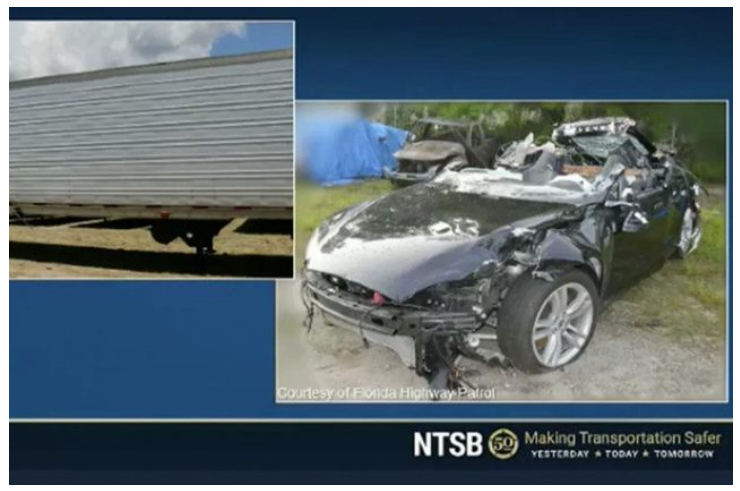 Courtesy of Florida Highway Patrol
NTSB 50 Making Transportation Safer
YESTERDAY ★ TODAY ★ TOMORROW